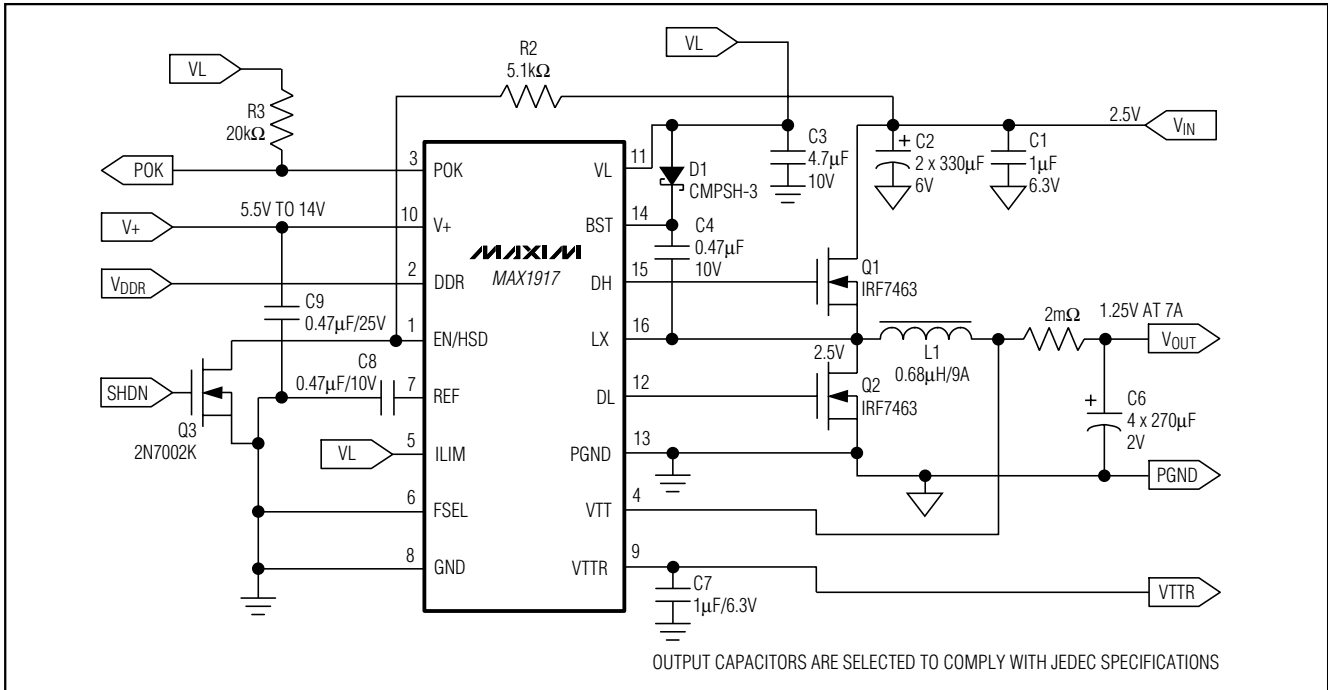 VL
R3
20kΩ
POK
5.5V TO 14V
V+
VDDR
C9
0.47µF/25V
SHDN
Q3
2N7002K
C8
0.47µF/10V
VL
R2
5.1kΩ
3 POK
10 V+
2 DDR
1 EN/HSD
7 REF
5 ILIM
6 FSEL
8 GND
MAXIM
MAX1917
VL 11
BST 14
DH 15
LX 16
DL 12
PGND 13
VTT 4
VTTR 9
VL
D1
CMPSH-3
C3
4.7µF
10V
C4
0.47µF
10V
+ C2
2 x 330µF
6V
C1
1µF
6.3V
2.5V
VIN
Q1
IRF7463
2.5V
Q2
IRF7463
L1
0.68µH/9A
2mΩ
1.25V AT 7A
VOUT
+
C6
4 x 270µF
2V
PGND
C7
1µF/6.3V
VTTR
OUTPUT CAPACITORS ARE SELECTED TO COMPLY WITH JEDEC SPECIFICATIONS